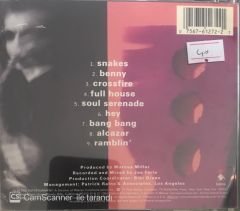 7567-61272-2
1. snakes
2. benny
3. crossfire
4. full house
5. soul serenade
6. hey
7. bang bang
8. alcazar
9. ramblin'
Produced by Marcus Miller
Recorded and Mixed by Joe Ferla
Production Coordinator: Bibi Green
Management: Patrick Rains & Associates, Los Angeles
CS CamScanner ile tarandı